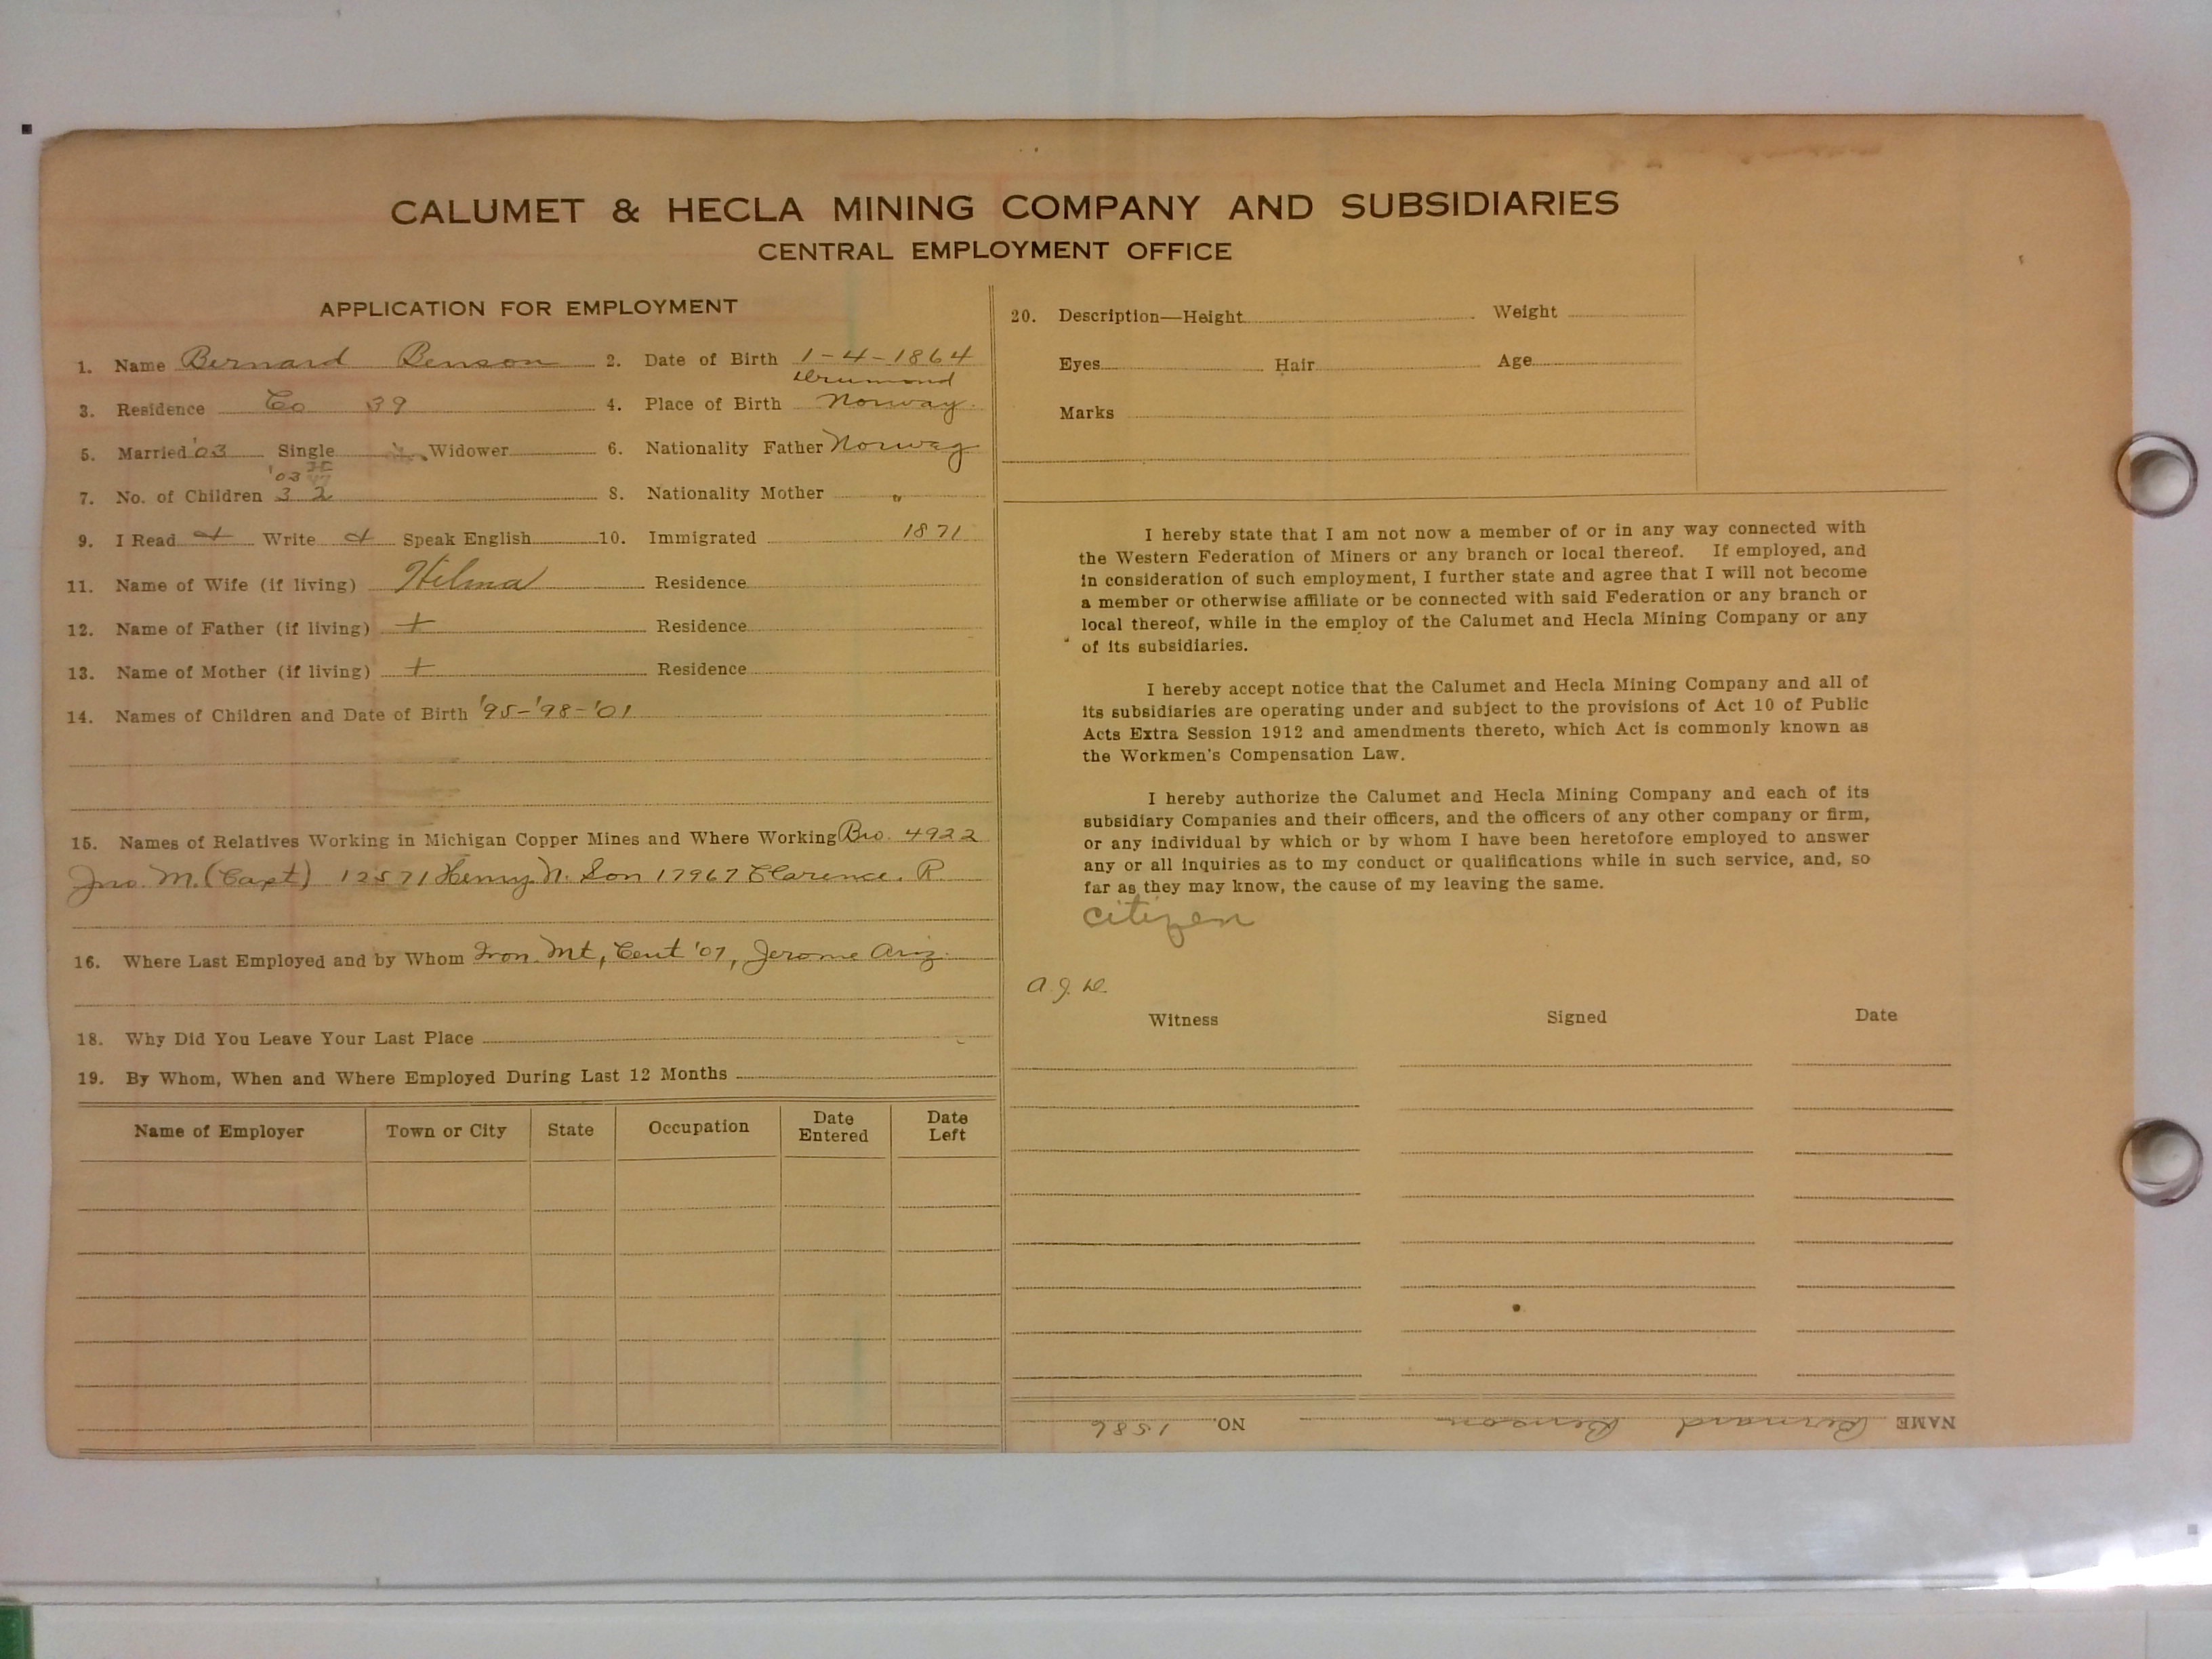 CALUMET & HECLA MINING COMPANY AND SUBSIDIARIES
CENTRAL EMPLOYMENT OFFICE
APPLICATION FOR EMPLOYMENT
1. Name Bernard Benson 2. Date of Birth 1-4-1864
Drumond
3. Residence Co 39 4. Place of Birth Norway
5. Married '03 Single Widower 6. Nationality Father Norway
'03
7. No. of Children 3 2 8. Nationality Mother "
9. I Read Write Speak English 10. Immigrated 1871
11. Name of Wife (if living) Hilma Residence
12. Name of Father (if living) + Residence
13. Name of Mother (if living) + Residence
14. Names of Children and Date of Birth '95-'98-'01
15. Names of Relatives Working in Michigan Copper Mines and Where Working Bro. 4922
Jno. M. (Capt) 12571 Henry N. Son 17967 Clarence. R.
16. Where Last Employed and by Whom Iron Mt, Cent '07, Jerome Ariz.
18. Why Did You Leave Your Last Place
19. By Whom, When and Where Employed During Last 12 Months
Name of Employer Town or City State Occupation Date Entered Date Left
20. Description—Height Weight
Eyes Hair Age
Marks
I hereby state that I am not now a member of or in any way connected with
the Western Federation of Miners or any branch or local thereof. If employed, and
in consideration of such employment, I further state and agree that I will not become
a member or otherwise affiliate or be connected with said Federation or any branch or
local thereof, while in the employ of the Calumet and Hecla Mining Company or any
of its subsidiaries.
I hereby accept notice that the Calumet and Hecla Mining Company and all of
its subsidiaries are operating under and subject to the provisions of Act 10 of Public
Acts Extra Session 1912 and amendments thereto, which Act is commonly known as
the Workmen's Compensation Law.
I hereby authorize the Calumet and Hecla Mining Company and each of its
subsidiary Companies and their officers, and the officers of any other company or firm,
or any individual by which or by whom I have been heretofore employed to answer
any or all inquiries as to my conduct or qualifications while in such service, and, so
far as they may know, the cause of my leaving the same.
citizen
Witness Signed Date
NAME Bernard Benson NO. 1586